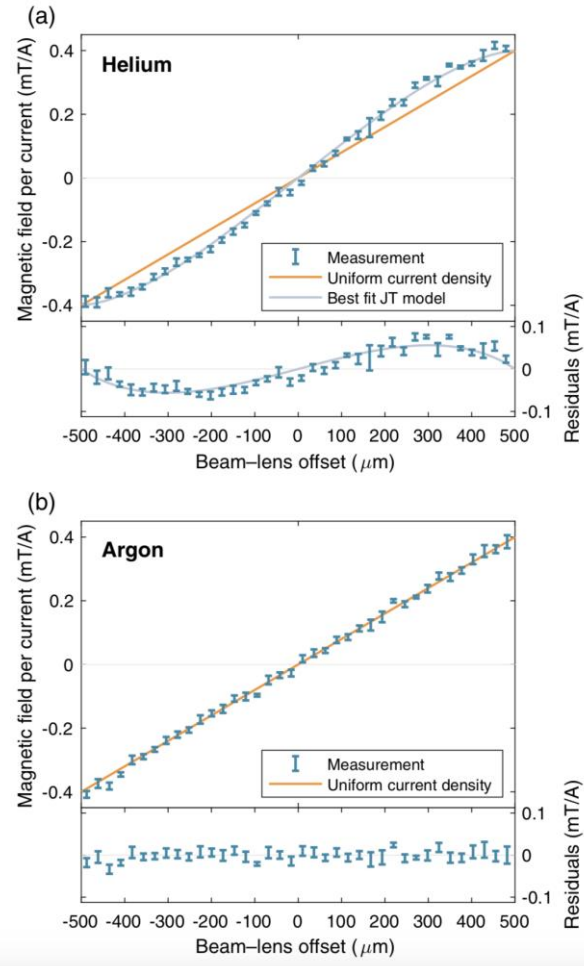 (a)
Helium
Magnetic field per current (mT/A)
0.4
0.2
0
-0.2
-0.4
Measurement
Uniform current density
Best fit JT model
0.1
0
-0.1
Residuals (mT/A)
-500 -400 -300 -200 -100 0 100 200 300 400 500
Beam–lens offset (μm)
(b)
Argon
Magnetic field per current (mT/A)
0.4
0.2
0
-0.2
-0.4
Measurement
Uniform current density
0.1
0
-0.1
Residuals (mT/A)
-500 -400 -300 -200 -100 0 100 200 300 400 500
Beam–lens offset (μm)